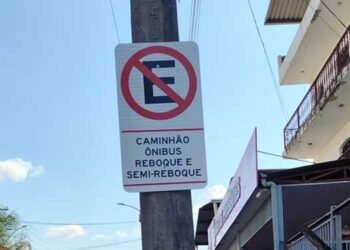 E
CAMINHÃO
ÔNIBUS
REBOQUE E
SEMI-REBOQUE